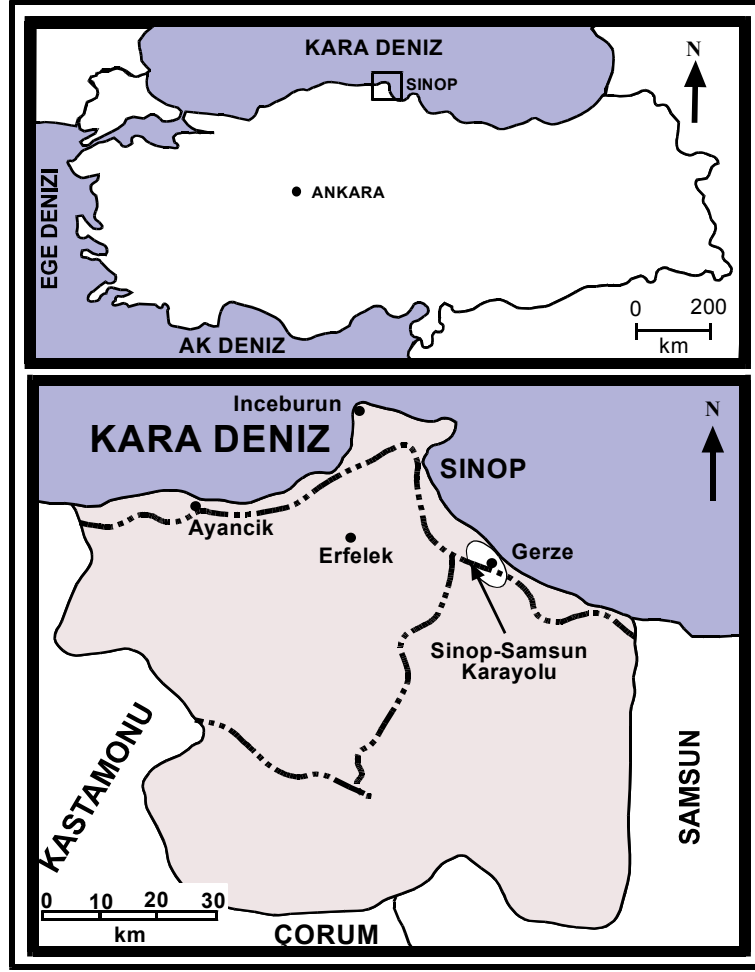 KARA DENIZ
N
SINOP
ANKARA
EGE DENIZI
0 200
km
AK DENIZ
Inceburun
N
KARA DENIZ
SINOP
Ayancik
Erfelek
Gerze
Sinop-Samsun
Karayolu
KASTAMONU
SAMSUN
0 10 20 30
km
ÇORUM